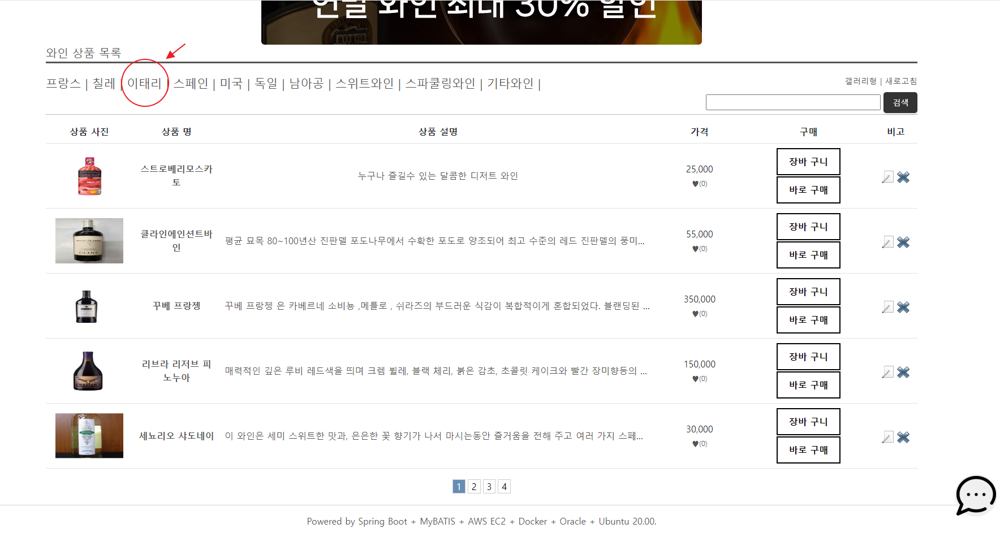 연말 와인 최대 30% 할인
와인 상품 목록
프랑스 | 칠레 | 이태리 | 스페인 | 미국 | 독일 | 남아공 | 스위트와인 | 스파쿨링와인 | 기타와인 |
갤러리형 | 새로고침
검색
상품 사진 상품 명 상품 설명 가격 구매 비고
스트로베리모스카
토
누구나 즐길수 있는 달콤한 디저트 와인
25,000
♥(0)
장바 구니
바로 구매
클라인에인션트바
인
평균 묘목 80~100년산 진판델 포도나무에서 수확한 포도로 양조되어 최고 수준의 레드 진판델의 풍미...
55,000
♥(0)
장바 구니
바로 구매
CLINE
꾸베 프랑젱
꾸베 프랑젱 은 카베르네 소비뇽 ,메를로 , 쉬라즈의 부드러운 식감이 복합적이게 혼합되었다. 블랜딩된 ...
350,000
♥(0)
장바 구니
바로 구매
리브라 리저브 피
노누아
매력적인 깊은 루비 레드색을 띄며 크렘 뷜레, 블랙 체리, 붉은 감초, 초콜릿 케이크와 빨간 장미향등의 ...
150,000
♥(0)
장바 구니
바로 구매
세뇨리오 샤도네이
이 와인은 세미 스위트한 맛과, 은은한 꽃 향기가 나서 마시는동안 즐거움을 전해 주고 여러 가지 스페...
30,000
♥(0)
장바 구니
바로 구매
1 2 3 4
Powered by Spring Boot + MyBATIS + AWS EC2 + Docker + Oracle + Ubuntu 20.00.